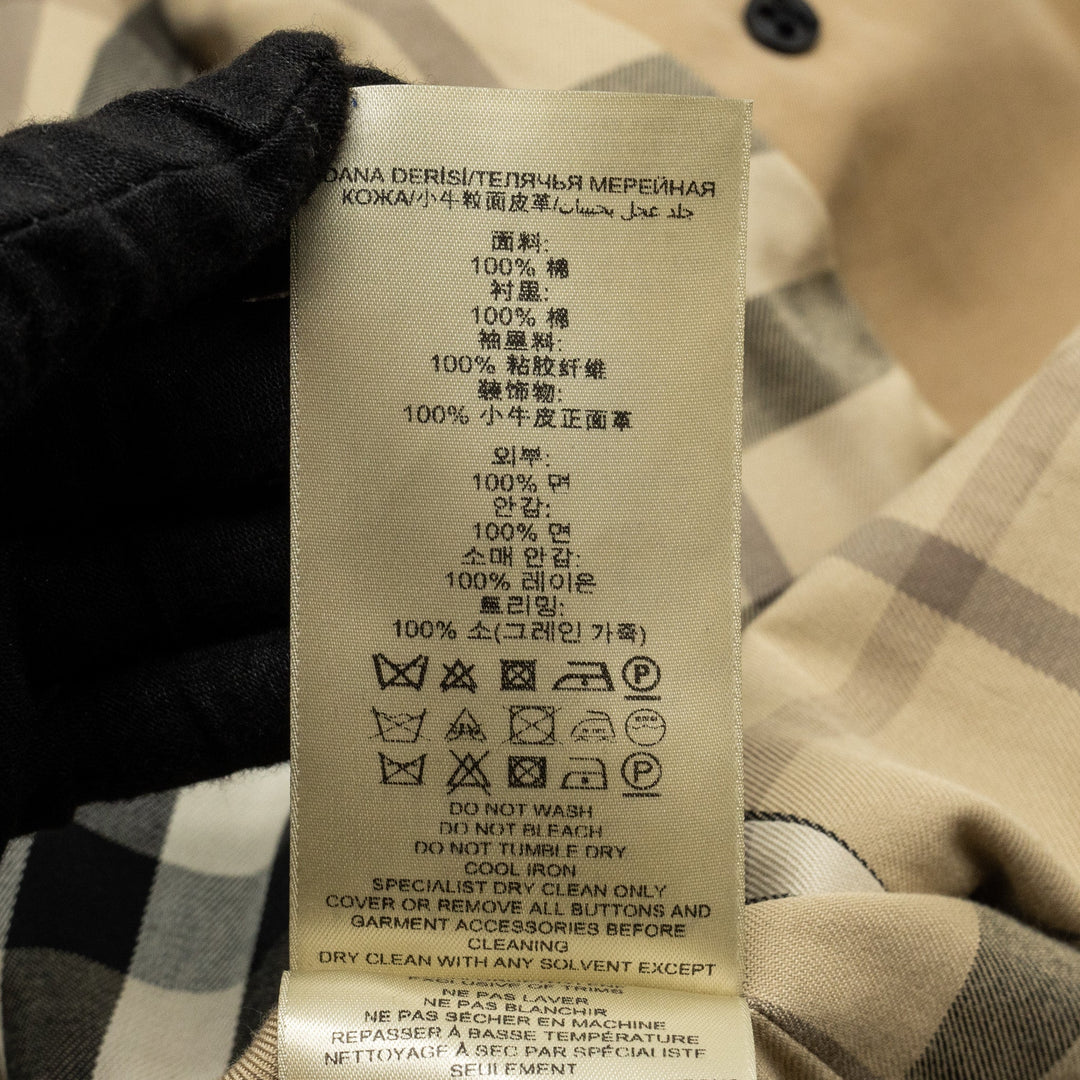 DANA DERİSİ/ТЕЛЯЧЬЯ МЕРЕЙНАЯ
КОЖА/小牛粒面皮革/جلد عجل بحبيبات
面料:
100% 棉
衬里:
100% 棉
袖里料:
100% 粘胶纤维
装饰物:
100% 小牛皮正面革
외부:
100% 면
안감:
100% 면
소매 안감:
100% 레이온
트리밍:
100% 소(그레인 가죽)
P
P
DO NOT WASH
DO NOT BLEACH
DO NOT TUMBLE DRY
COOL IRON
SPECIALIST DRY CLEAN ONLY
COVER OR REMOVE ALL BUTTONS AND
GARMENT ACCESSORIES BEFORE
CLEANING
DRY CLEAN WITH ANY SOLVENT EXCEPT
EXCLUSIVE OF TRIMS
NE PAS LAVER
NE PAS BLANCHIR
NE PAS SÉCHER EN MACHINE
REPASSER À BASSE TEMPÉRATURE
NETTOYAGE À SEC PAR SPÉCIALISTE
SEULEMENT